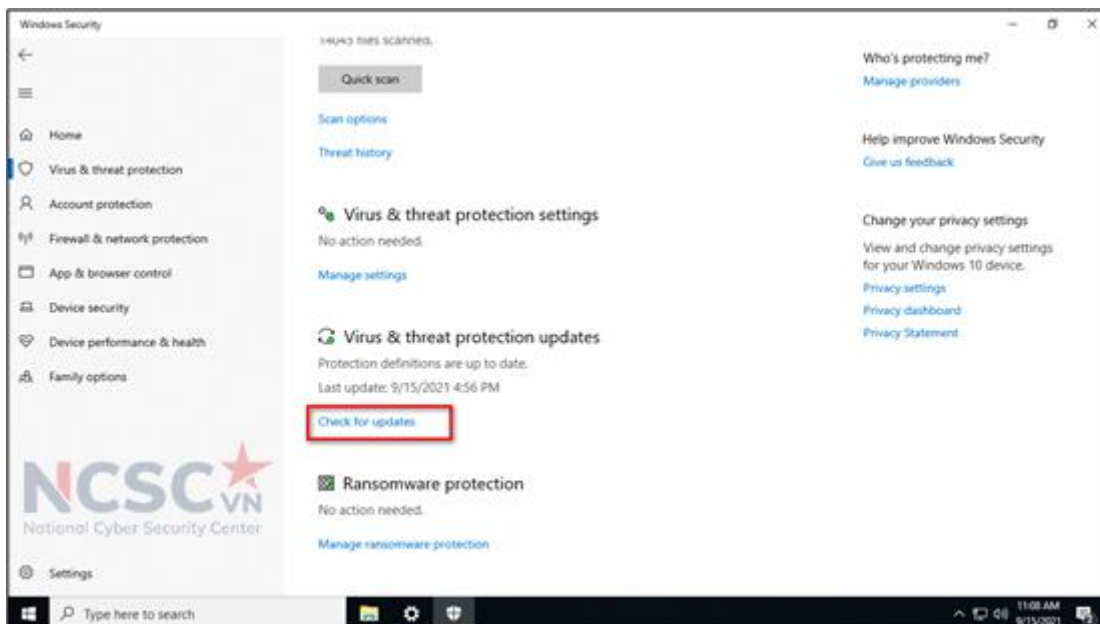 Windows Security
14045 files scanned.
Quick scan
Scan options
Threat history
Virus & threat protection settings
No action needed.
Manage settings
Virus & threat protection updates
Protection definitions are up to date.
Last update: 9/15/2021 4:56 PM
Check for updates
Ransomware protection
No action needed.
Manage ransomware protection
Home
Virus & threat protection
Account protection
Firewall & network protection
App & browser control
Device security
Device performance & health
Family options
NCSC VN
National Cyber Security Center
Settings
Who's protecting me?
Manage providers
Help improve Windows Security
Give us feedback
Change your privacy settings
View and change privacy settings
for your Windows 10 device.
Privacy settings
Privacy dashboard
Privacy Statement
Type here to search
11:08 AM
9/15/2021